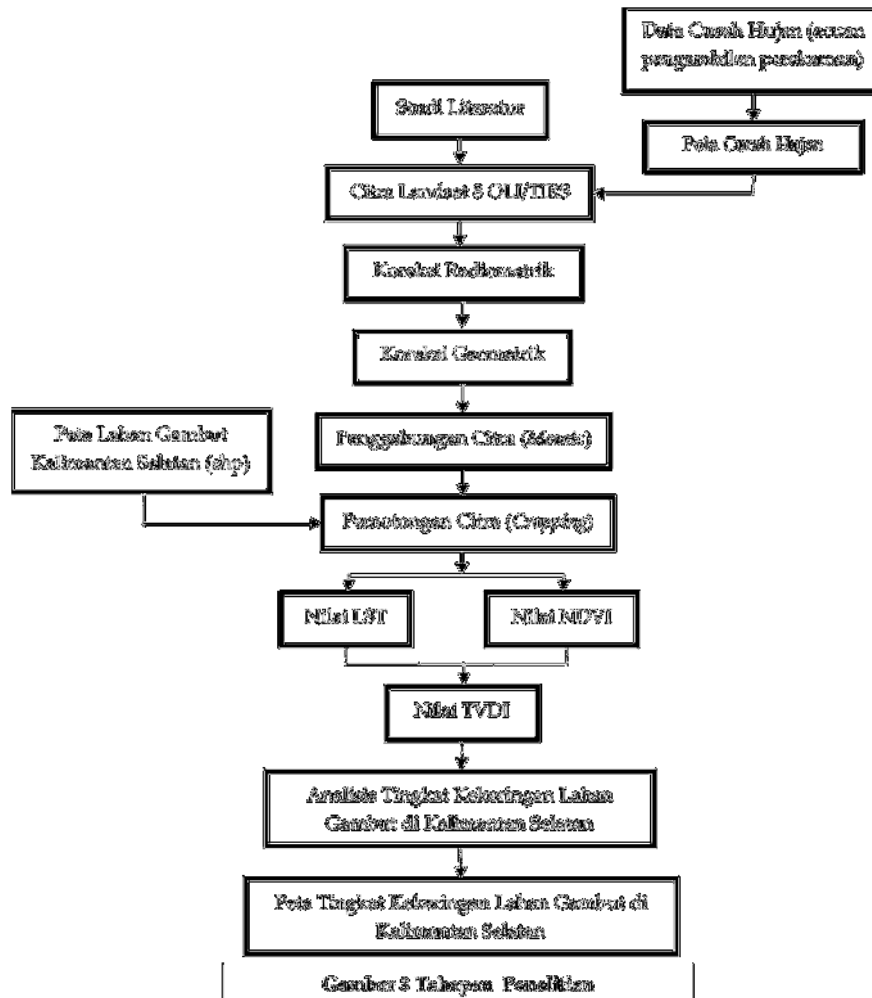 Data Curah Hujan (acuan
pengambilan perekaman)
Studi Literatur
Peta Curah Hujan
Citra Landsat 8 OLI/TIRS
Koreksi Radiometrik
Koreksi Geometrik
Peta Lahan Gambut
Kalimantan Selatan (shp)
Penggabungan Citra (Mosaic)
Pemotongan Citra (Cropping)
Nilai LST
Nilai NDVI
Nilai TVDI
Analisis Tingkat Kekeringan Lahan
Gambut di Kalimantan Selatan
Peta Tingkat Kekeringan Lahan Gambut di
Kalimantan Selatan
Gambar 3 Tahapan Penelitian